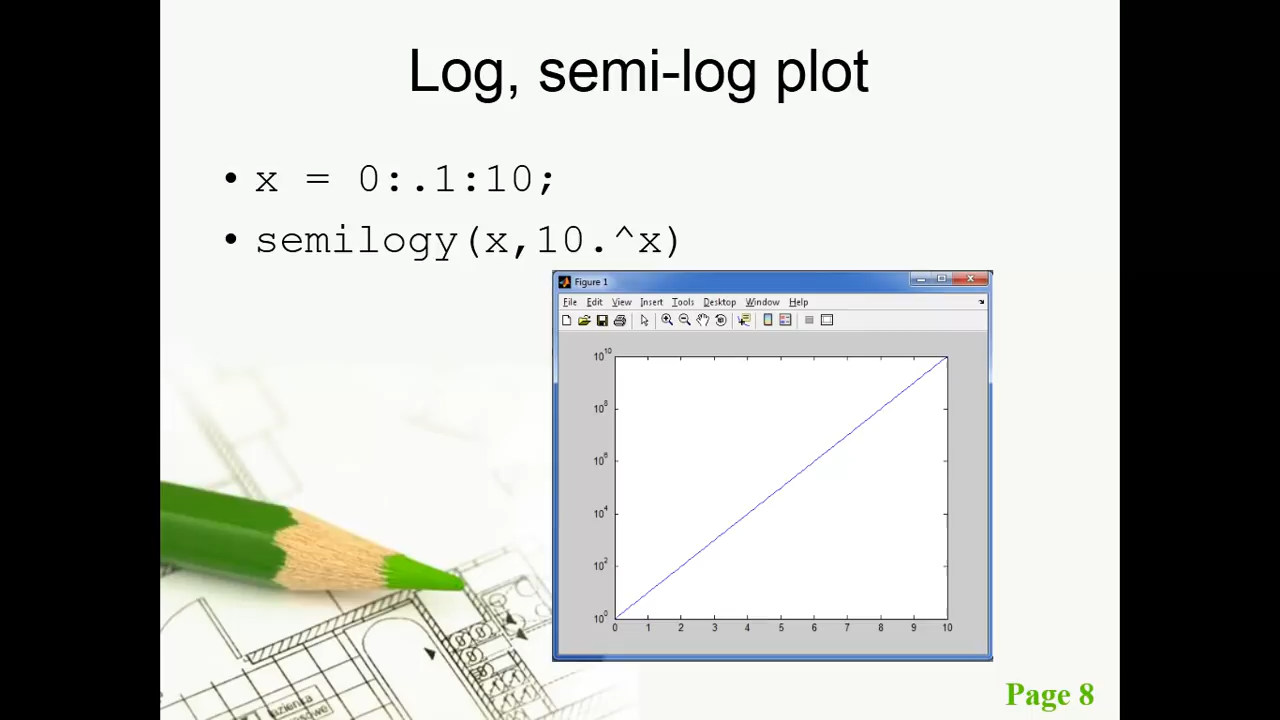 Log, semi-log plot
• x = 0:.1:10;
• semilogy(x,10.^x)
Figure 1
File Edit View Insert Tools Desktop Window Help
10^10
10^8
10^6
10^4
10^2
10^0
0 1 2 3 4 5 6 7 8 9 10
Page 8